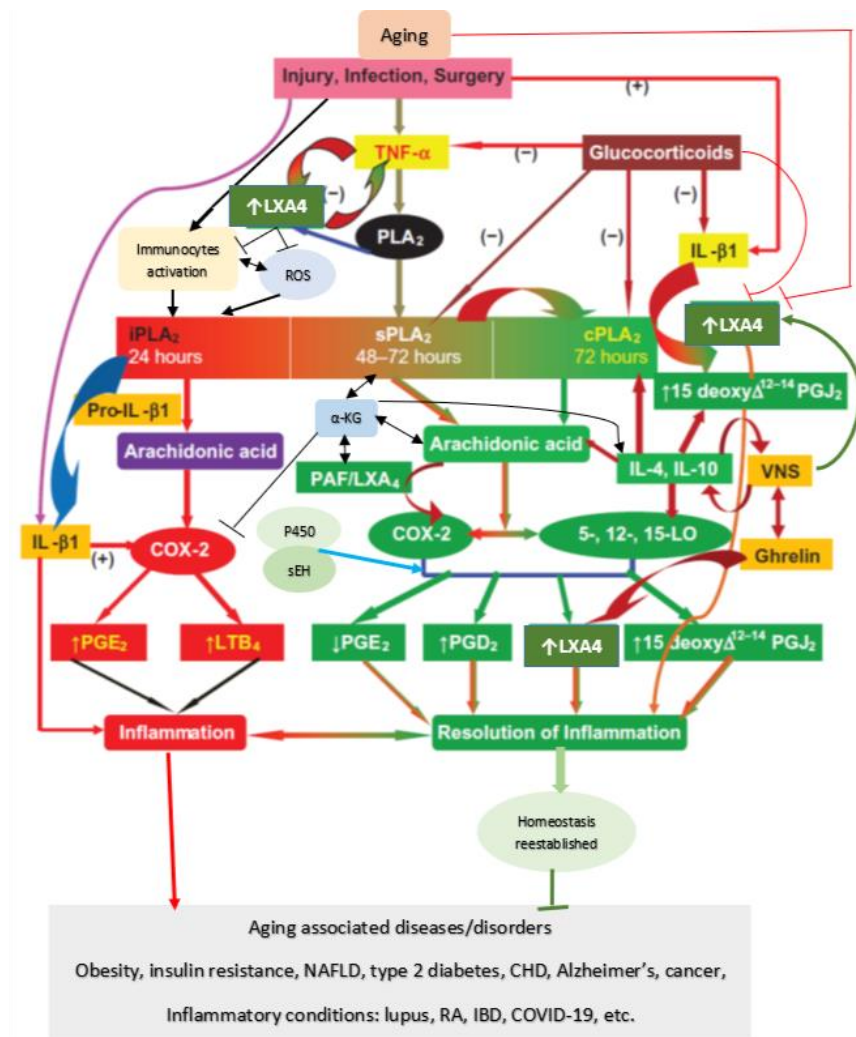 Aging
Injury, Infection, Surgery
(+)
TNF-α
(-)
Glucocorticoids
(-)
↑LXA4
(-)
PLA₂
(-)
(-)
IL-β1
Immunocytes
activation
ROS
↑LXA4
iPLA₂
24 hours
sPLA₂
48–72 hours
cPLA₂
72 hours
↑15 deoxyΔ¹²⁻¹⁴ PGJ₂
Pro-IL-β1
α-KG
Arachidonic acid
Arachidonic acid
PAF/LXA₄
IL-4, IL-10
VNS
IL-β1
(+)
COX-2
P450
sEH
COX-2
5-, 12-, 15-LO
Ghrelin
↑PGE₂
↑LTB₄
↓PGE₂
↑PGD₂
↑LXA4
↑15 deoxyΔ¹²⁻¹⁴ PGJ₂
Inflammation
Resolution of Inflammation
Homeostasis
reestablished
Aging associated diseases/disorders
Obesity, insulin resistance, NAFLD, type 2 diabetes, CHD, Alzheimer's, cancer,
Inflammatory conditions: lupus, RA, IBD, COVID-19, etc.